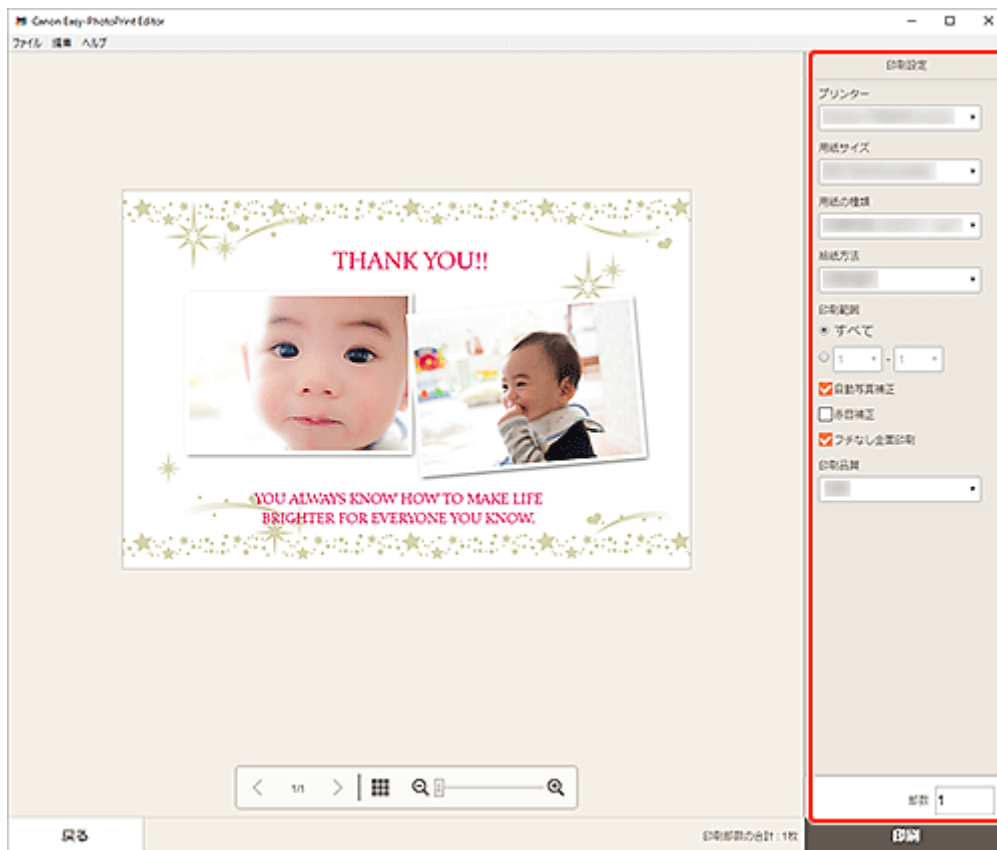 Canon Easy-PhotoPrint Editor
ファイル 編集 ヘルプ
印刷設定
プリンター
用紙サイズ
用紙の種類
給紙方法
印刷範囲
すべて
1 - 1
自動写真補正
赤目補正
フチなし全面印刷
印刷品質
THANK YOU!!
YOU ALWAYS KNOW HOW TO MAKE LIFE
BRIGHTER FOR EVERYONE YOU KNOW.
1/1
部数 1
戻る
印刷部数の合計 : 1枚
印刷